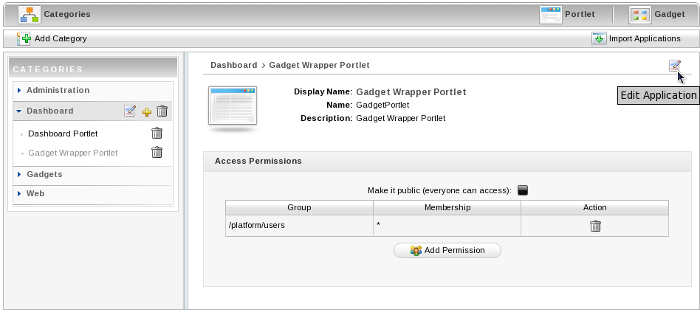 Categories Portlet Gadget
Add Category Import Applications
CATEGORIES
Administration
Dashboard
Dashboard Portlet
Gadget Wrapper Portlet
Gadgets
Web
Dashboard > Gadget Wrapper Portlet
Edit Application
Display Name: Gadget Wrapper Portlet
Name: GadgetPortlet
Description: Gadget Wrapper Portlet
Access Permissions
Make it public (everyone can access):
Group Membership Action
/platform/users *
Add Permission